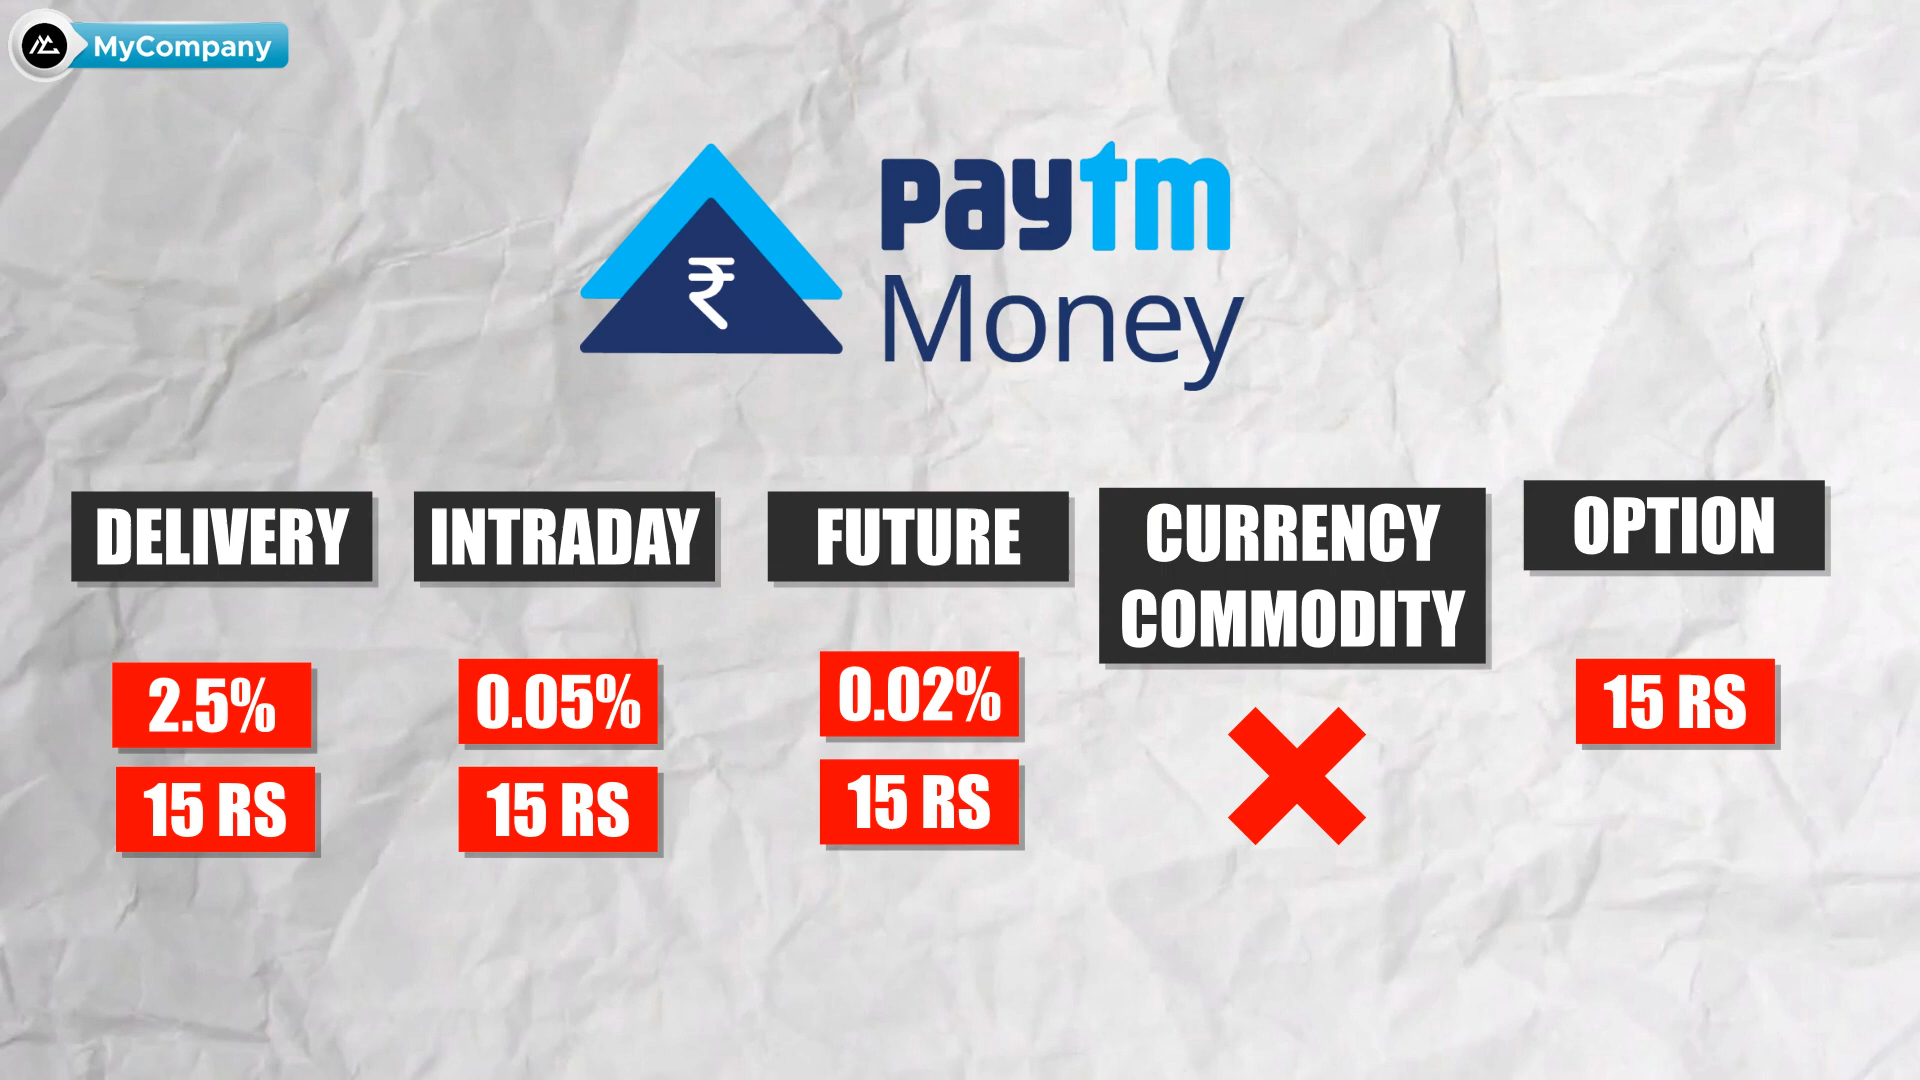 MyCompany
paytm
Money
₹
DELIVERY
INTRADAY
FUTURE
CURRENCY
COMMODITY
OPTION
2.5%
0.05%
0.02%
15 RS
15 RS
15 RS
15 RS